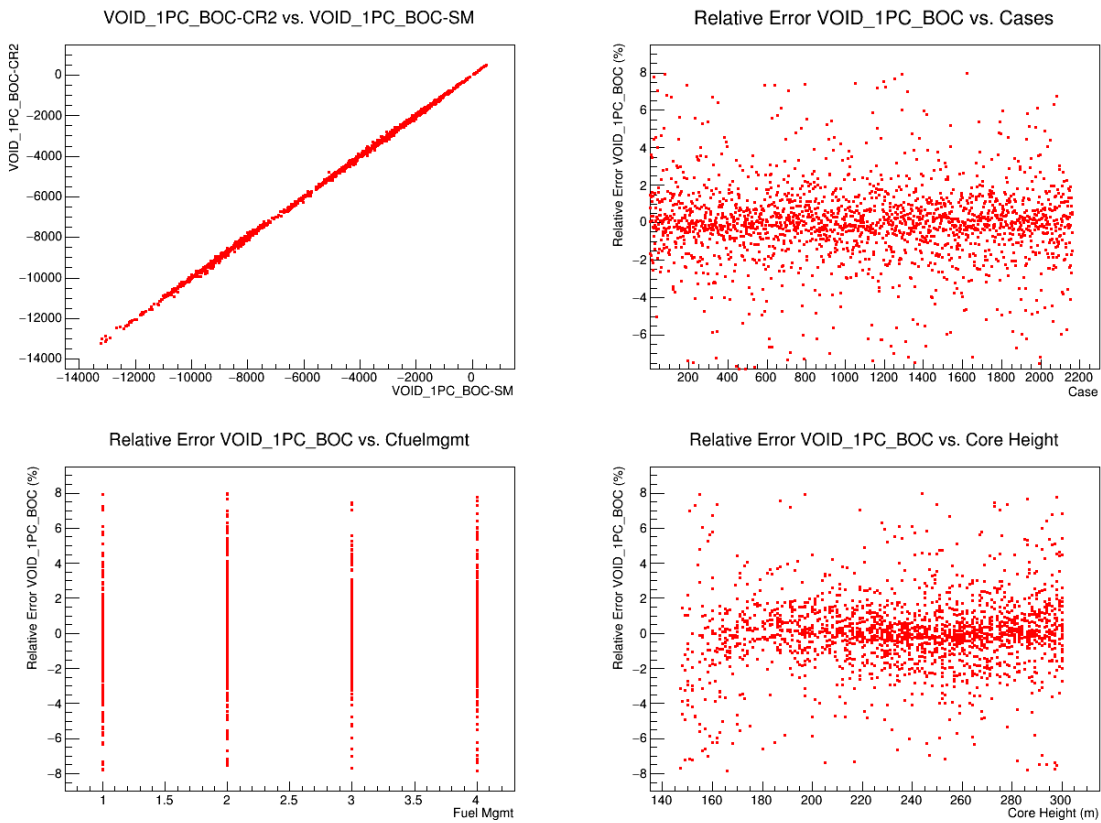 VOID_1PC_BOC-CR2 vs. VOID_1PC_BOC-SM
VOID_1PC_BOC-CR2
0
−2000
−4000
−6000
−8000
−10000
−12000
−14000
−14000 −12000 −10000 −8000 −6000 −4000 −2000 0
VOID_1PC_BOC-SM
Relative Error VOID_1PC_BOC vs. Cases
Relative Error VOID_1PC_BOC (%)
8
6
4
2
0
−2
−4
−6
200 400 600 800 1000 1200 1400 1600 1800 2000 2200
Case
Relative Error VOID_1PC_BOC vs. Cfuelmgmt
Relative Error VOID_1PC_BOC (%)
8
6
4
2
0
−2
−4
−6
−8
1 1.5 2 2.5 3 3.5 4
Fuel Mgmt
Relative Error VOID_1PC_BOC vs. Core Height
Relative Error VOID_1PC_BOC (%)
8
6
4
2
0
−2
−4
−6
−8
140 160 180 200 220 240 260 280 300
Core Height (m)